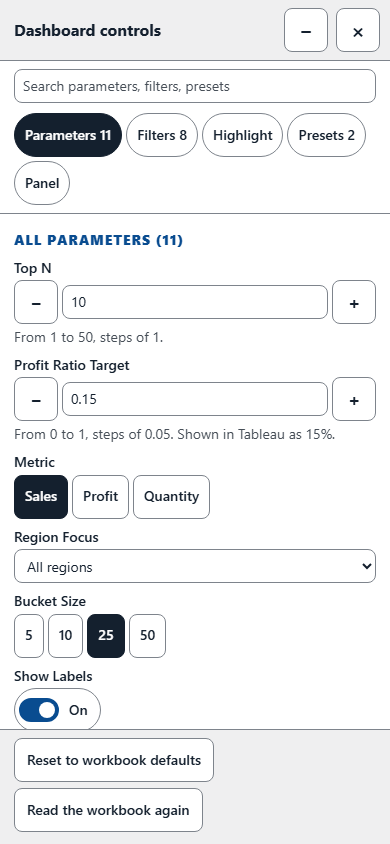 Dashboard controls
− ×
Search parameters, filters, presets
Parameters 11 Filters 8 Highlight Presets 2
Panel
ALL PARAMETERS (11)
Top N
− 10 +
From 1 to 50, steps of 1.
Profit Ratio Target
− 0.15 +
From 0 to 1, steps of 0.05. Shown in Tableau as 15%.
Metric
Sales Profit Quantity
Region Focus
All regions
Bucket Size
5 10 25 50
Show Labels
On
Reset to workbook defaults
Read the workbook again